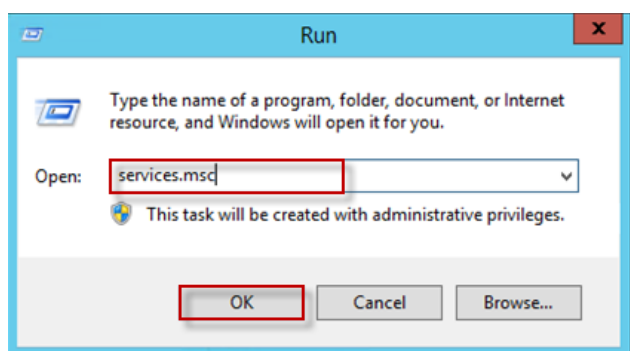 Run
x
Type the name of a program, folder, document, or Internet
resource, and Windows will open it for you.
Open: services.msc
This task will be created with administrative privileges.
OK Cancel Browse...